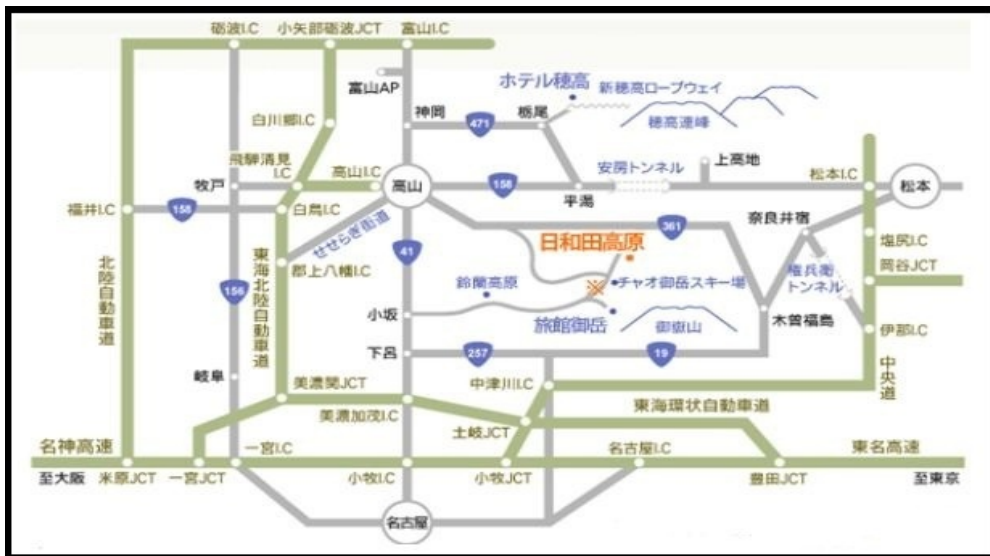 砺波I.C
小矢部砺波JCT
富山I.C
富山AP
ホテル穂高
新穂高ロープウェイ
神岡
471
栃尾
穂高連峰
白川郷I.C
飛騨清見
I.C
高山I.C
安房トンネル
上高地
松本I.C
牧戸
高山
158
平湯
松本
福井I.C
158
白鳥I.C
せせらぎ街道
361
奈良井宿
日和田高原
塩尻I.C
41
北陸自動車道
東海北陸自動車道
郡上八幡I.C
岡谷JCT
権兵衛
トンネル
鈴蘭高原
チャオ御岳スキー場
※
156
小坂
旅館御岳
御嶽山
木曽福島
伊那I.C
下呂
257
19
中央道
岐阜
美濃関JCT
中津川I.C
美濃加茂I.C
東海環状自動車道
土岐JCT
名神高速
一宮I.C
名古屋I.C
東名高速
至大阪
米原JCT
一宮JCT
小牧I.C
小牧JCT
豊田JCT
至東京
名古屋